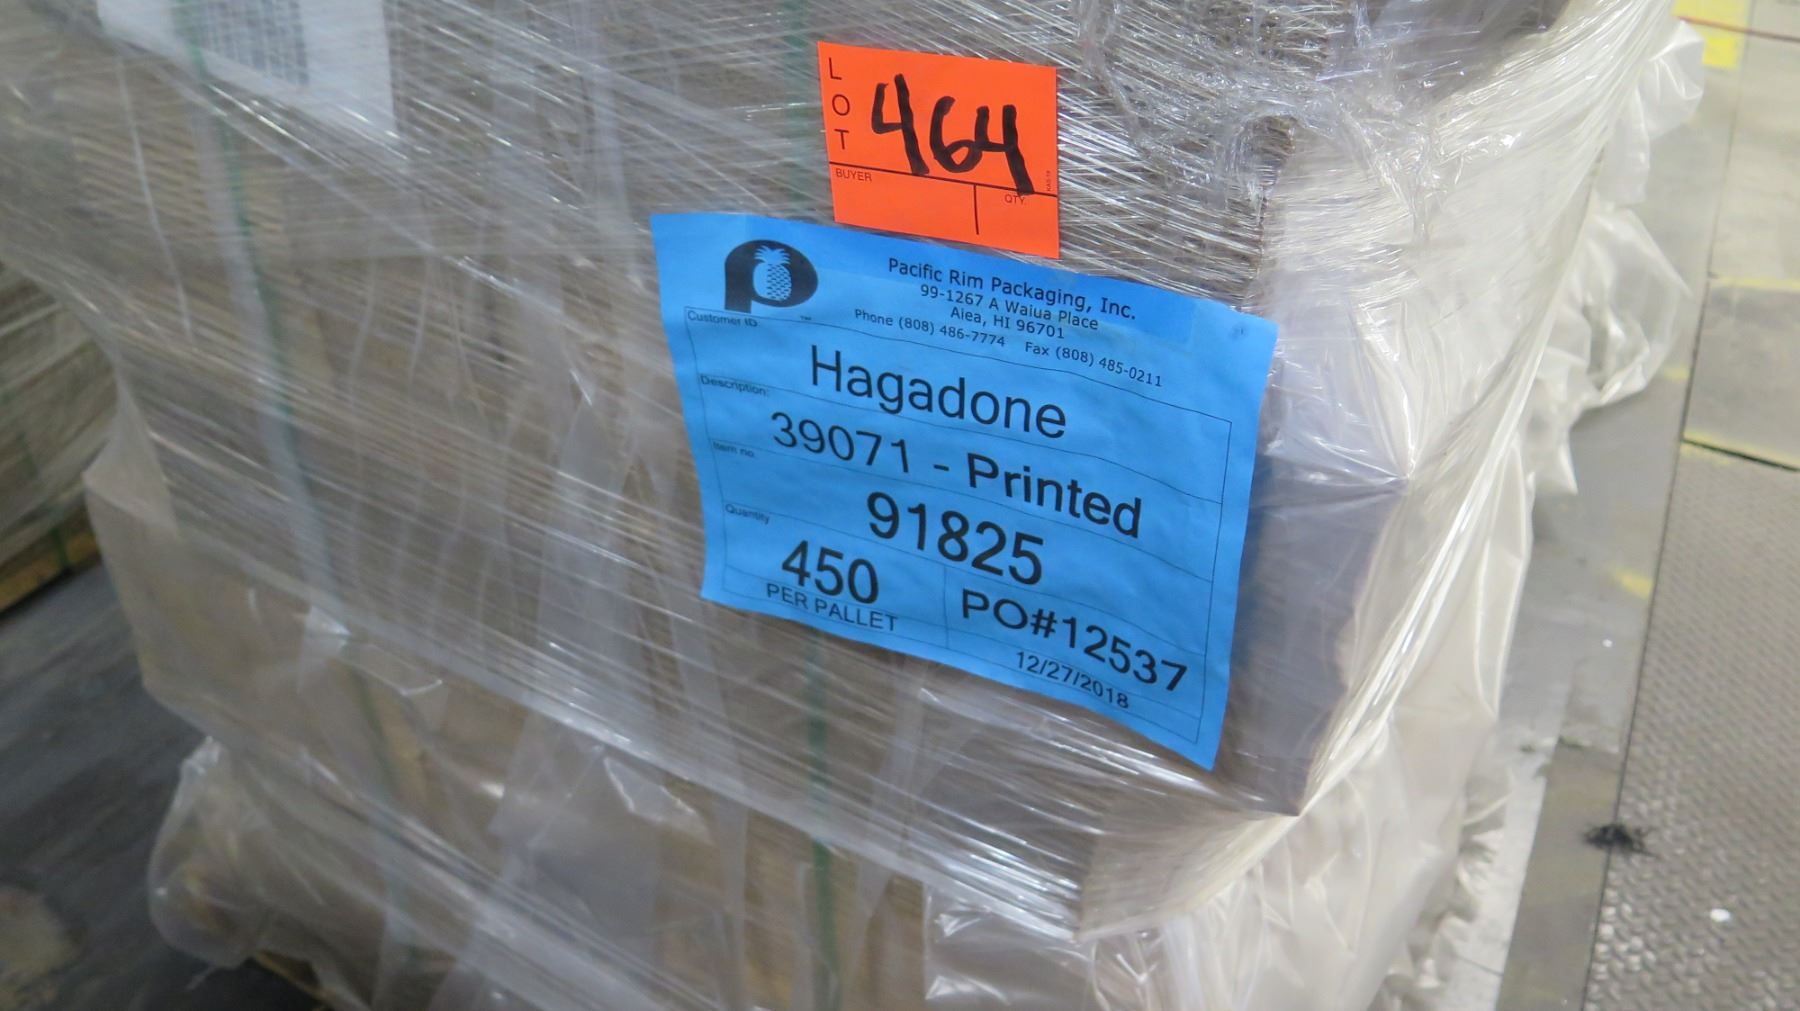 LOT 464
BUYER
QTY.
Pacific Rim Packaging, Inc.
99-1267 A Waiua Place
Aiea, HI 96701
Phone (808) 486-7774 Fax (808) 485-0211
Customer ID:
Hagadone
Description:
39071 - Printed
Item no.
91825
Quantity
450
PER PALLET
PO#12537
12/27/2018